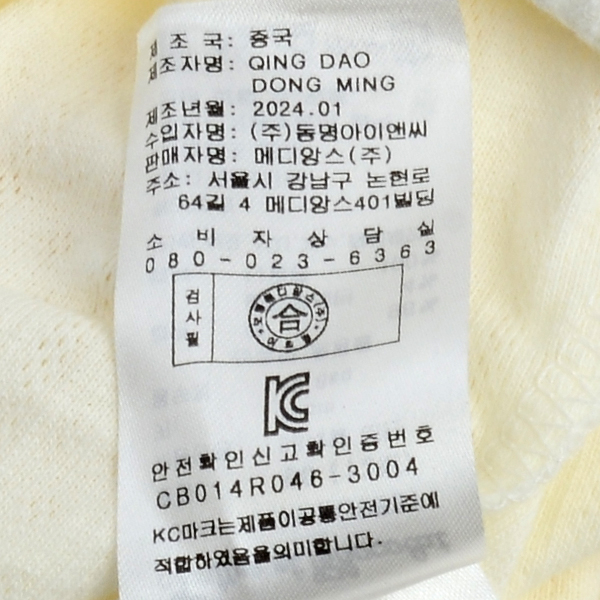 제 조 국: 중국
제조자명: QING DAO
DONG MING
제조년월: 2024.01
수입자명: (주)동명아이앤씨
판매자명: 메디앙스(주)
주소: 서울시 강남구 논현로
64길 4 메디앙스401빌딩
소 비 자 상 담 실
080-023-6363
검사필
合
KC
안전확인신고확인증번호
CB014R046-3004
KC마크는제품이공통안전기준에
적합하였음을의미합니다.